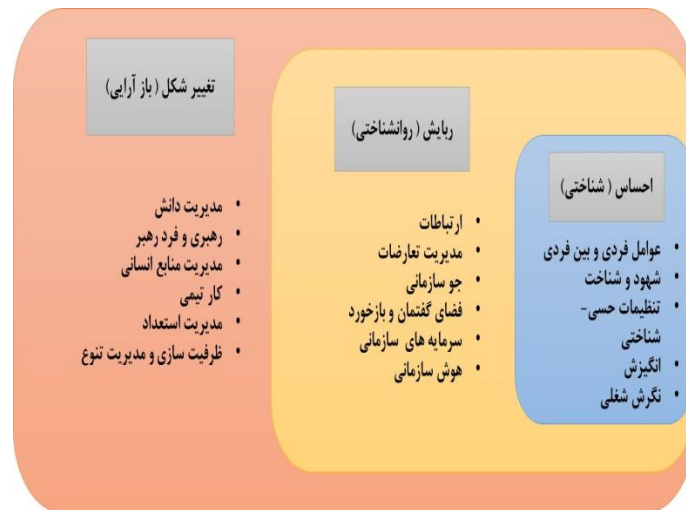 احساس ( شناختی)
• عوامل فردی و بین فردی
• شهود و شناخت
• تنظیمات حسی-
شناختی
• انگیزش
• نگرش شغلی
ربایش ( روانشناختی)
• ارتباطات
• مدیریت تعارضات
• جو سازمانی
• فضای گفتمان و بازخورد
• سرمایه های سازمانی
• هوش سازمانی
تغییر شکل ( باز آرایی)
• مدیریت دانش
• رهبری و فرد رهبر
• مدیریت منابع انسانی
• کار تیمی
• مدیریت استعداد
• ظرفیت سازی و مدیریت تنوع